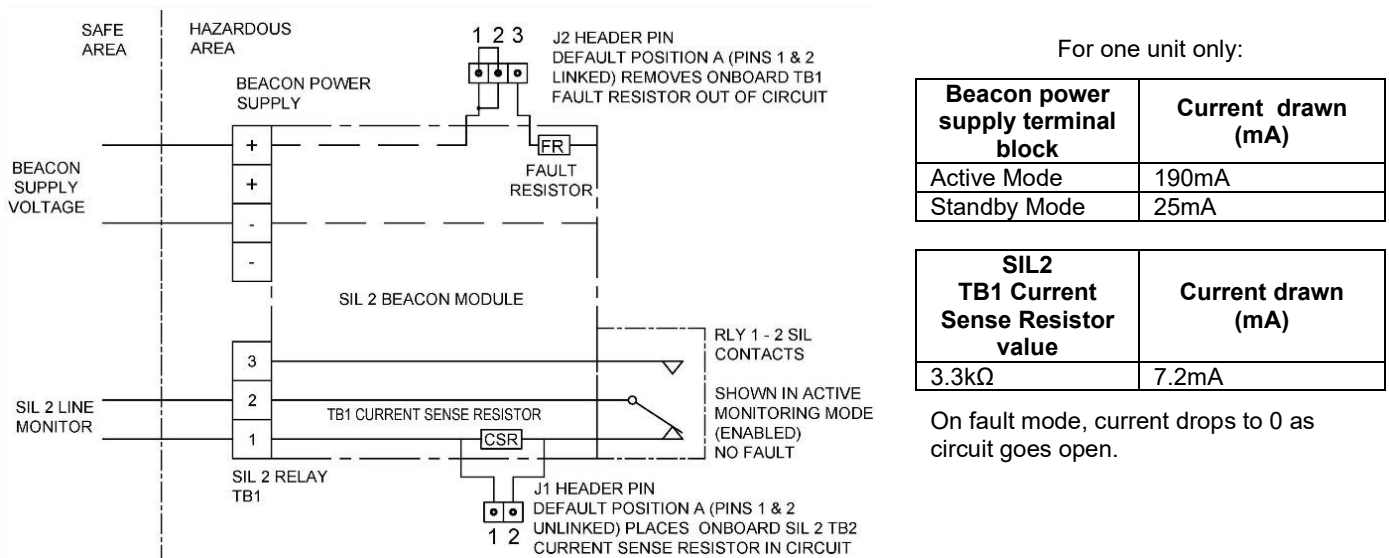 SAFE
AREA
HAZARDOUS
AREA
1 2 3
J2 HEADER PIN
DEFAULT POSITION A (PINS 1 & 2
LINKED) REMOVES ONBOARD TB1
FAULT RESISTOR OUT OF CIRCUIT
BEACON POWER
SUPPLY
+
+
-
-
FR
FAULT
RESISTOR
BEACON
SUPPLY
VOLTAGE
SIL 2 BEACON MODULE
RLY 1 - 2 SIL
CONTACTS
3
2
1
SHOWN IN ACTIVE
MONITORING MODE
(ENABLED)
NO FAULT
SIL 2 LINE
MONITOR
TB1 CURRENT SENSE RESISTOR
CSR
SIL 2 RELAY
TB1
J1 HEADER PIN
DEFAULT POSITION A (PINS 1 & 2
UNLINKED) PLACES ONBOARD SIL 2 TB2
CURRENT SENSE RESISTOR IN CIRCUIT
1 2
For one unit only:
Beacon power
supply terminal
block
Current drawn
(mA)
Active Mode 190mA
Standby Mode 25mA
SIL2
TB1 Current
Sense Resistor
value
Current drawn
(mA)
3.3kΩ 7.2mA
On fault mode, current drops to 0 as
circuit goes open.